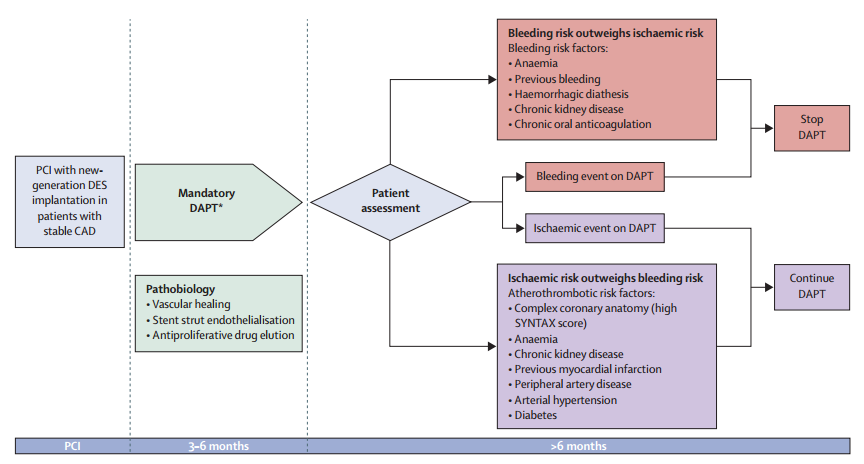 PCI with new-
generation DES
implantation in
patients with
stable CAD
Mandatory
DAPT*
Pathobiology
• Vascular healing
• Stent strut endothelialisation
• Antiproliferative drug elution
Patient
assessment
Bleeding risk outweighs ischaemic risk
Bleeding risk factors:
• Anaemia
• Previous bleeding
• Haemorrhagic diathesis
• Chronic kidney disease
• Chronic oral anticoagulation
Bleeding event on DAPT
Ischaemic event on DAPT
Ischaemic risk outweighs bleeding risk
Atherothrombotic risk factors:
• Complex coronary anatomy (high
SYNTAX score)
• Anaemia
• Chronic kidney disease
• Previous myocardial infarction
• Peripheral artery disease
• Arterial hypertension
• Diabetes
Stop
DAPT
Continue
DAPT
PCI
3–6 months
>6 months